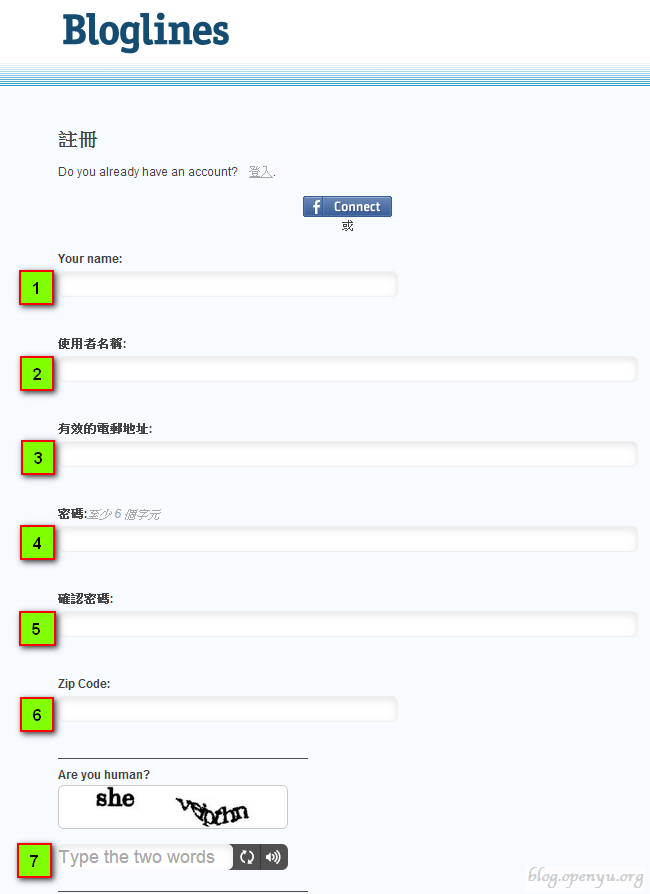 Bloglines
註冊
Do you already have an account? 登入.
f Connect
或
Your name:
1
使用者名稱:
2
有效的電郵地址:
3
密碼:至少 6 個字元
4
確認密碼:
5
Zip Code:
6
Are you human?
she
7 Type the two words
blog.openyu.org